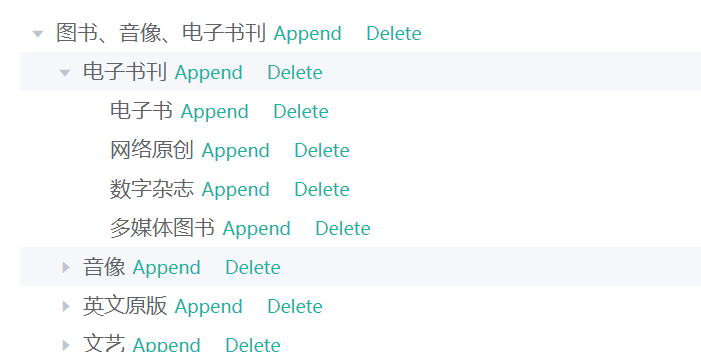 图书、音像、电子书刊 Append Delete
电子书刊 Append Delete
电子书 Append Delete
网络原创 Append Delete
数字杂志 Append Delete
多媒体图书 Append Delete
音像 Append Delete
英文原版 Append Delete
文艺 Append Delete